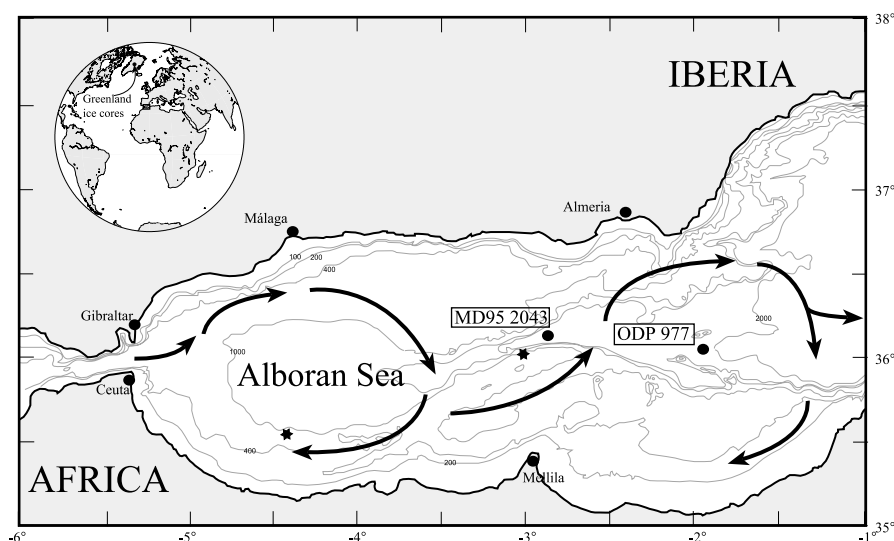 38°
IBERIA
Greenland
ice cores
37°
Almeria
Málaga
100
200
400
MD95 2043
Gibraltar
2000
ODP 977
1000
36°
Alboran Sea
Ceuta
400
200
AFRICA
Mellila
35°
-6°
-5°
-4°
-3°
-2°
-1°